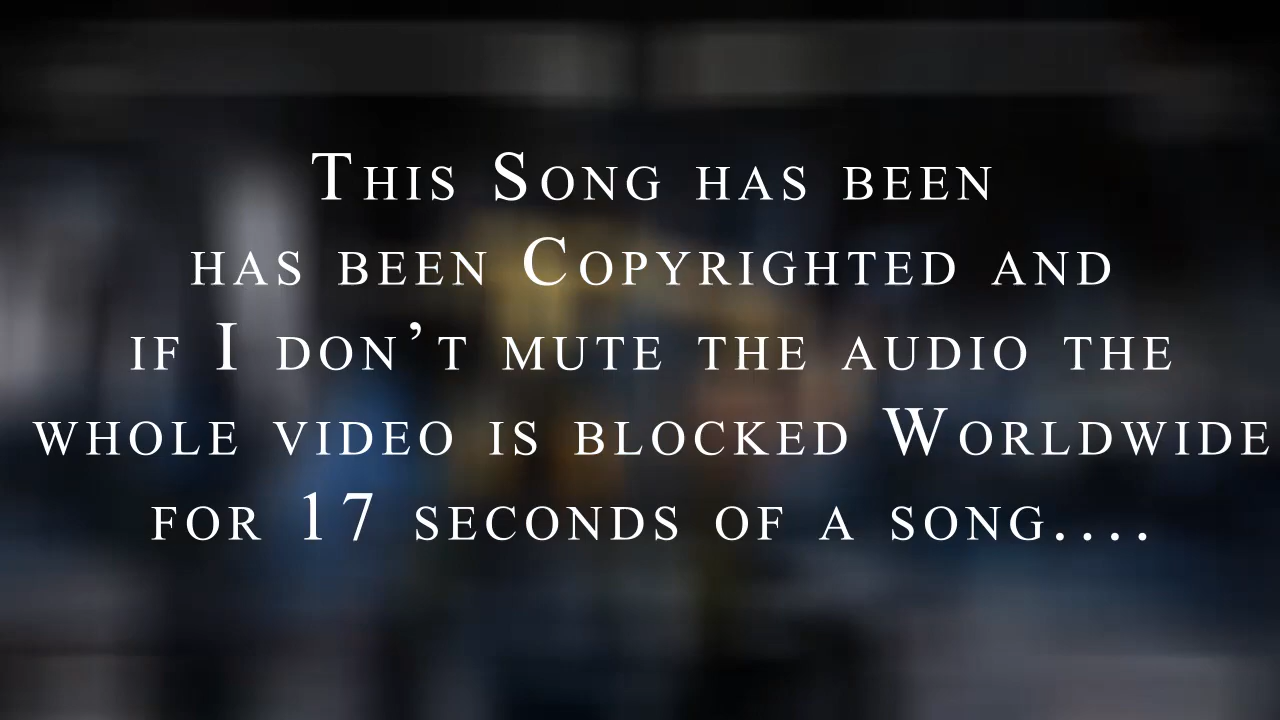 This Song has been
has been Copyrighted and
if I don’t mute the audio the
whole video is blocked Worldwide
for 17 seconds of a song....